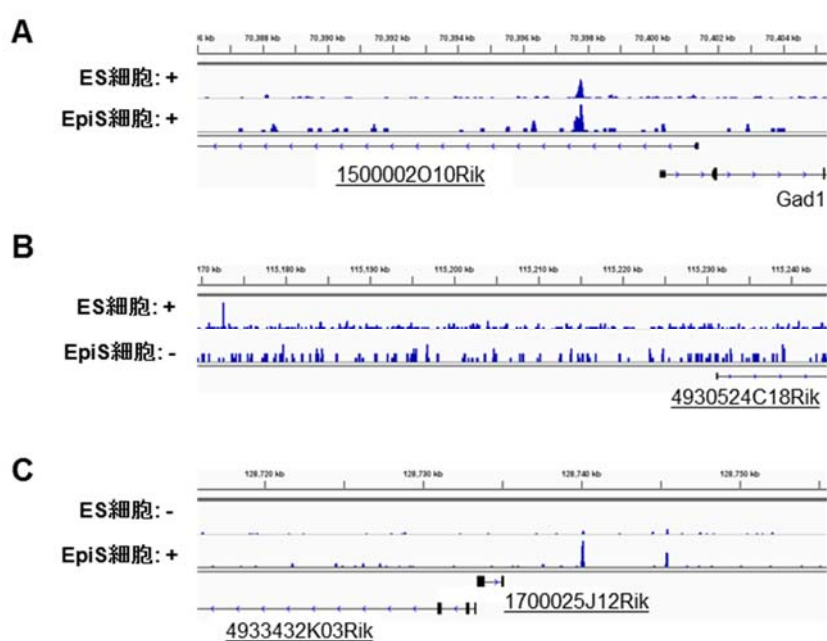 A
70,388 kb 70,390 kb 70,392 kb 70,394 kb 70,396 kb 70,398 kb 70,400 kb 70,402 kb 70,404 kb
ES細胞: +
EpiS細胞: +
1500002O10Rik
Gad1
B
170 kb 115,180 kb 115,190 kb 115,200 kb 115,210 kb 115,220 kb 115,230 kb 115,240 kb
ES細胞: +
EpiS細胞: -
4930524C18Rik
C
128,720 kb 128,730 kb 128,740 kb 128,750 kb
ES細胞: -
EpiS細胞: +
1700025J12Rik
4933432K03Rik